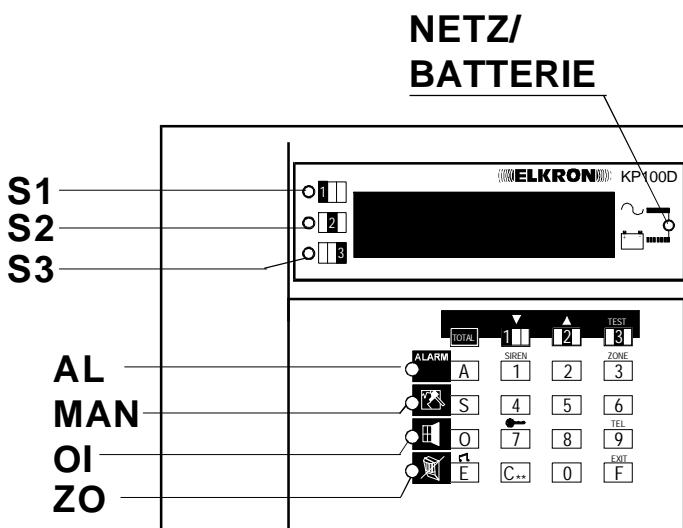 NETZ/
BATTERIE
ELKRON KP100D
S1 1
S2 2
S3 3
TEST
TOTAL 1 2 3
ALARM SIREN ZONE
AL A 1 2 3
MAN S 4 5 6
TEL
OI O 7 8 9
EXIT
ZO E C** 0 F